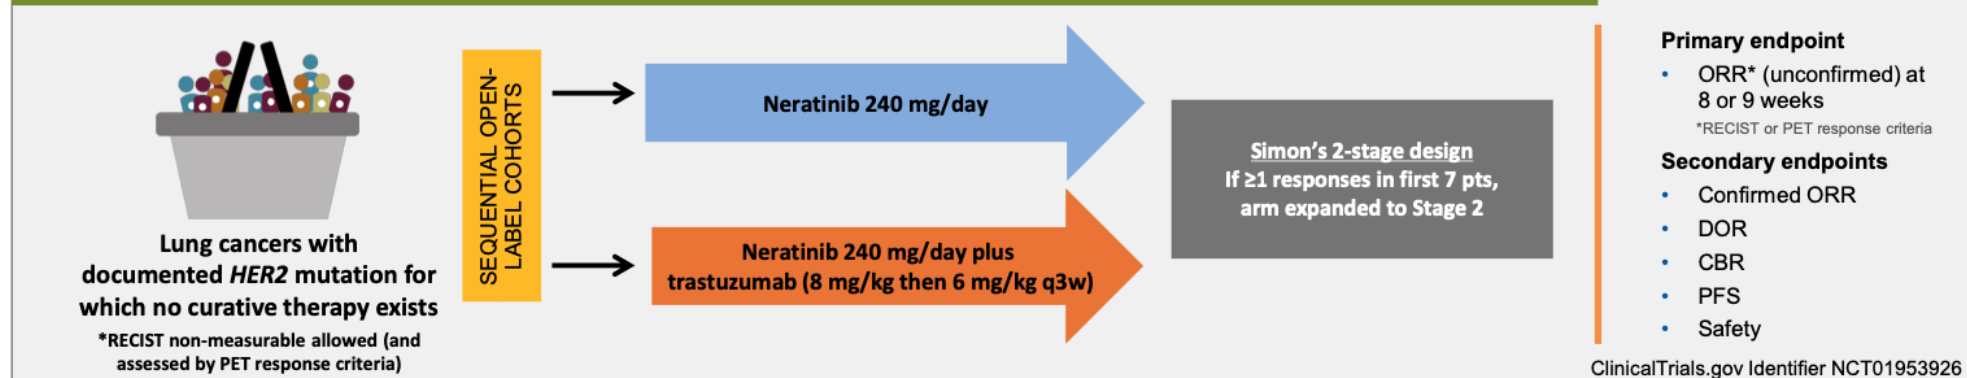 Lung cancers with
documented HER2 mutation for
which no curative therapy exists
*RECIST non-measurable allowed (and
assessed by PET response criteria)
SEQUENTIAL OPEN-
LABEL COHORTS
Neratinib 240 mg/day
Neratinib 240 mg/day plus
trastuzumab (8 mg/kg then 6 mg/kg q3w)
Simon’s 2-stage design
If ≥1 responses in first 7 pts,
arm expanded to Stage 2
Primary endpoint
• ORR* (unconfirmed) at
8 or 9 weeks
*RECIST or PET response criteria
Secondary endpoints
• Confirmed ORR
• DOR
• CBR
• PFS
• Safety
ClinicalTrials.gov Identifier NCT01953926